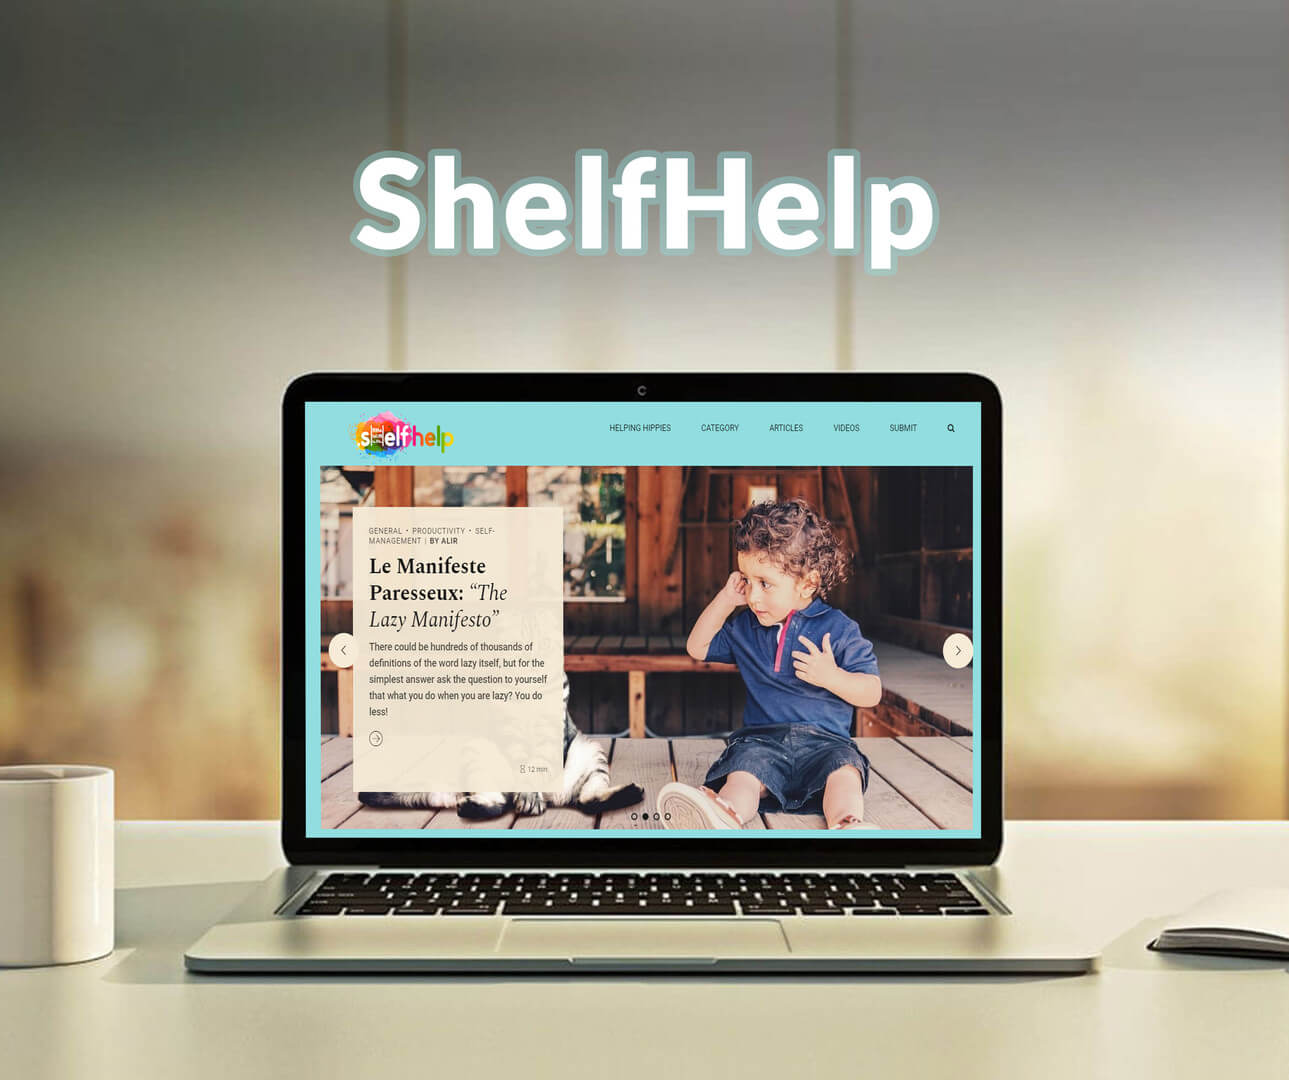 ShelfHelp
shelfhelp
HELPING HIPPIES CATEGORY ARTICLES VIDEOS SUBMIT
GENERAL • PRODUCTIVITY • SELF-
MANAGEMENT | BY ALIR
Le Manifeste
Paresseux: “The
Lazy Manifesto”
There could be hundreds of thousands of
definitions of the word lazy itself, but for the
simplest answer ask the question to yourself
that what you do when you are lazy? You do
less!
12 min